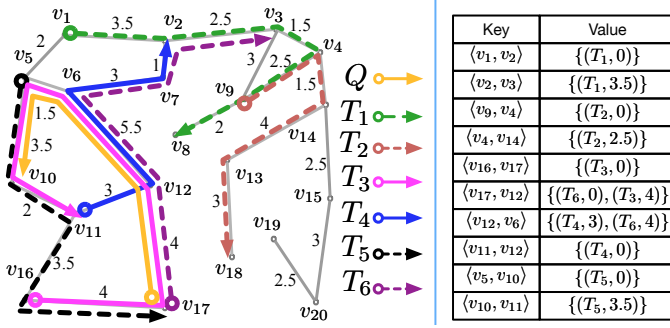 v1
3.5
v2
2.5
v3
1.5
2
v4
v5
v6
3
1
3
2.5
v7
v9
1.5
1.5
3.5
5.5
2
4
v14
v8
v10
3
v12
v13
2.5
2
v11
3
v15
3.5
4
v19
3
v16
v18
2.5
4
v17
v20
Q
T1
T2
T3
T4
T5
T6
Key Value
⟨v1, v2⟩ {(T1, 0)}
⟨v2, v3⟩ {(T1, 3.5)}
⟨v9, v4⟩ {(T2, 0)}
⟨v4, v14⟩ {(T2, 2.5)}
⟨v16, v17⟩ {(T3, 0)}
⟨v17, v12⟩ {(T6, 0), (T3, 4)}
⟨v12, v6⟩ {(T4, 3), (T6, 4)}
⟨v11, v12⟩ {(T4, 0)}
⟨v5, v10⟩ {(T5, 0)}
⟨v10, v11⟩ {(T5, 3.5)}